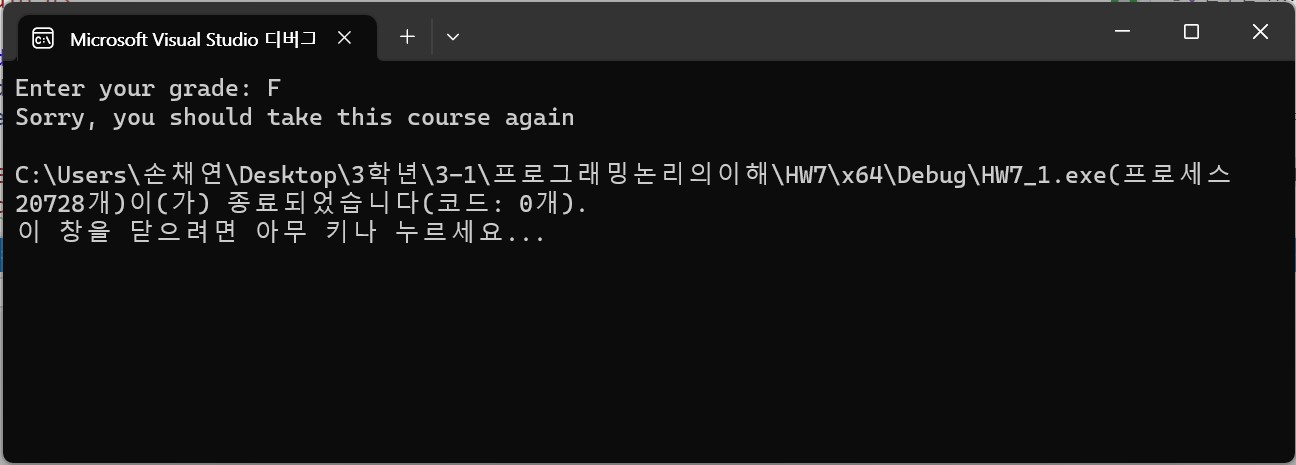 Microsoft Visual Studio 디버그
Enter your grade: F
Sorry, you should take this course again
C:\Users\손채연\Desktop\3학년\3-1\프로그래밍논리의이해\HW7\x64\Debug\HW7_1.exe(프로세스
20728개)이(가) 종료되었습니다(코드: 0개).
이 창을 닫으려면 아무 키나 누르세요...